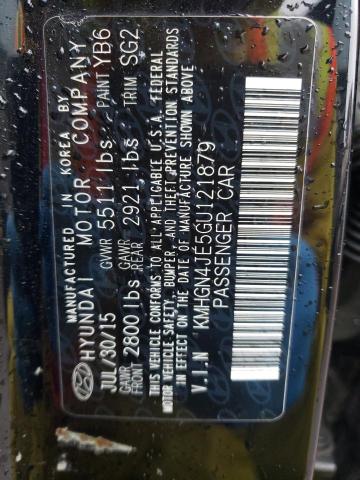 MANUFACTURED IN KOREA BY
HYUNDAI MOTOR COMPANY
JUL/30/15 GVWR 5511 lbs PAINT YB6
GAWR FRONT 2800 lbs GAWR REAR 2921 lbs TRIM SG2
THIS VEHICLE CONFORMS TO ALL APPLICABLE U.S.A. FEDERAL
MOTOR VEHICLE SAFETY, BUMPER, AND THEFT PREVENTION STANDARDS
IN EFFECT ON THE DATE OF MANUFACTURE SHOWN ABOVE
V.I.N KMHGN4JE5GU121879
PASSENGER CAR